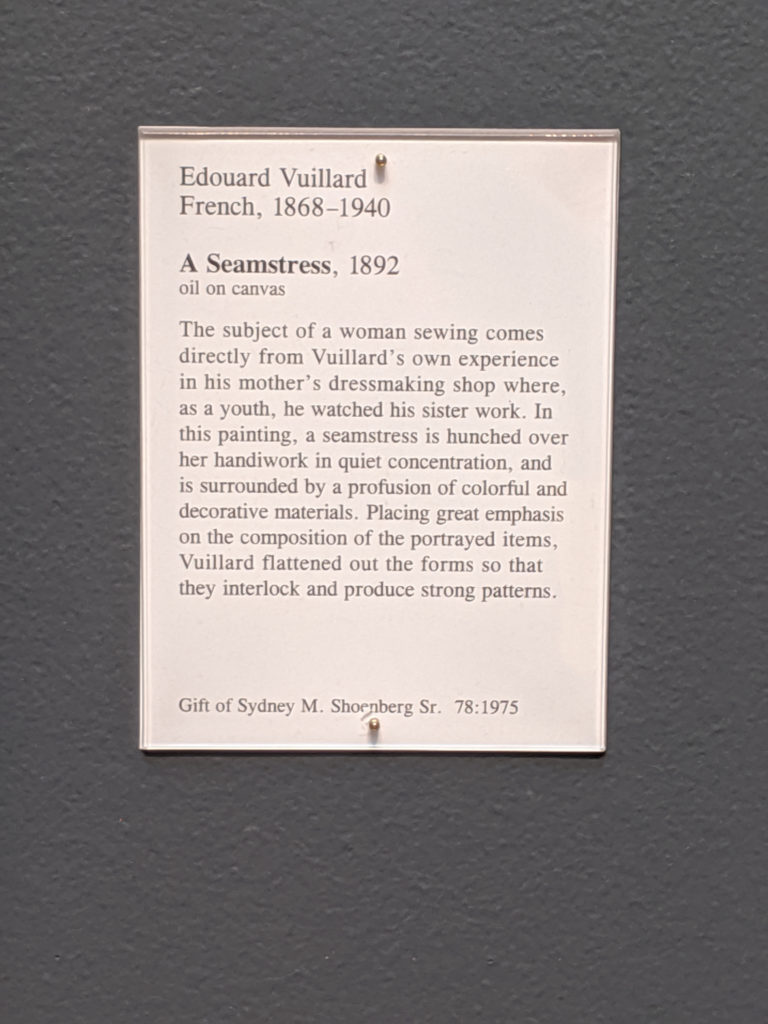 Edouard Vuillard
French, 1868–1940
A Seamstress, 1892
oil on canvas
The subject of a woman sewing comes
directly from Vuillard's own experience
in his mother's dressmaking shop where,
as a youth, he watched his sister work. In
this painting, a seamstress is hunched over
her handiwork in quiet concentration, and
is surrounded by a profusion of colorful and
decorative materials. Placing great emphasis
on the composition of the portrayed items,
Vuillard flattened out the forms so that
they interlock and produce strong patterns.
Gift of Sydney M. Shoenberg Sr. 78:1975